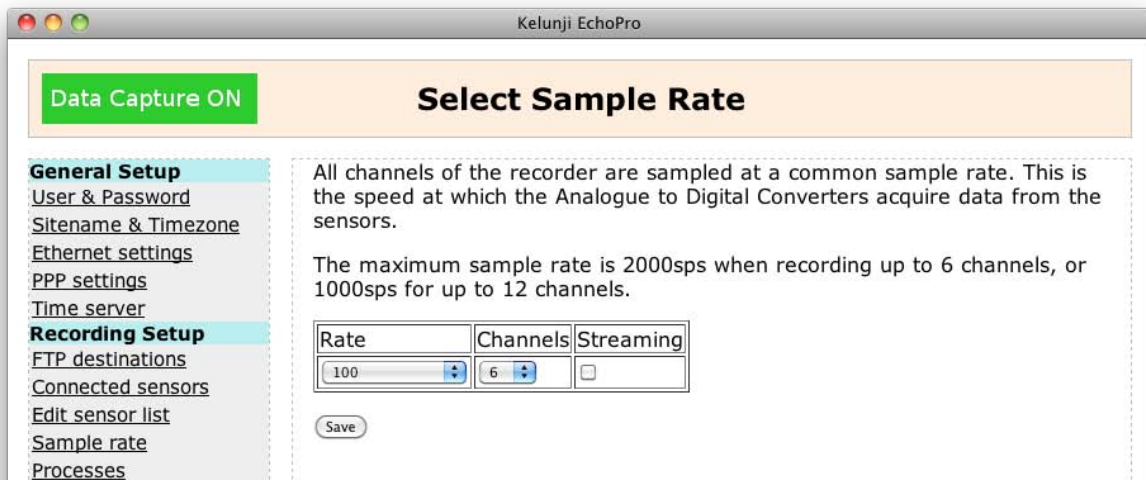 Kelunji EchoPro
Data Capture ON
Select Sample Rate
General Setup
User & Password
Sitename & Timezone
Ethernet settings
PPP settings
Time server
Recording Setup
FTP destinations
Connected sensors
Edit sensor list
Sample rate
Processes
All channels of the recorder are sampled at a common sample rate. This is
the speed at which the Analogue to Digital Converters acquire data from the
sensors.
The maximum sample rate is 2000sps when recording up to 6 channels, or
1000sps for up to 12 channels.
Rate Channels Streaming
100 6
Save